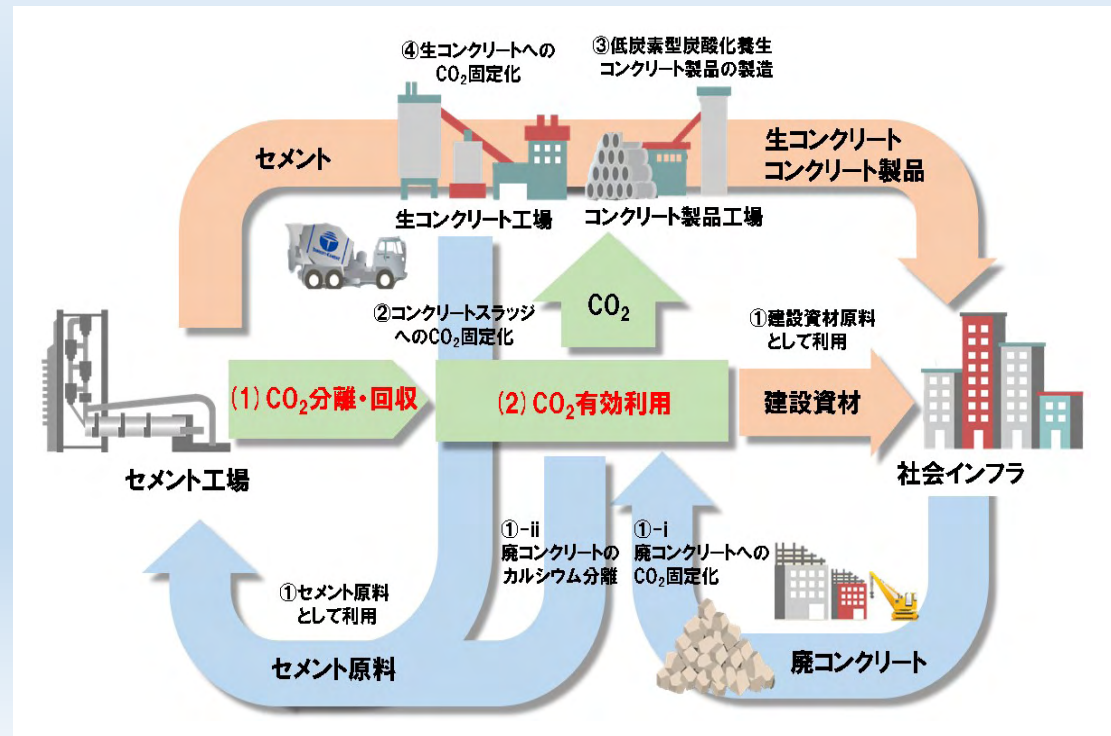 ④生コンクリートへの
CO₂固定化
③低炭素型炭酸化養生
コンクリート製品の製造
セメント
生コンクリート
コンクリート製品
生コンクリート工場
コンクリート製品工場
②コンクリートスラッジ
へのCO₂固定化
CO₂
①建設資材原料
として利用
(1) CO₂分離・回収
(2) CO₂有効利用
建設資材
セメント工場
社会インフラ
①-ii
廃コンクリートの
カルシウム分離
①-i
廃コンクリートへの
CO₂固定化
①セメント原料
として利用
セメント原料
廃コンクリート